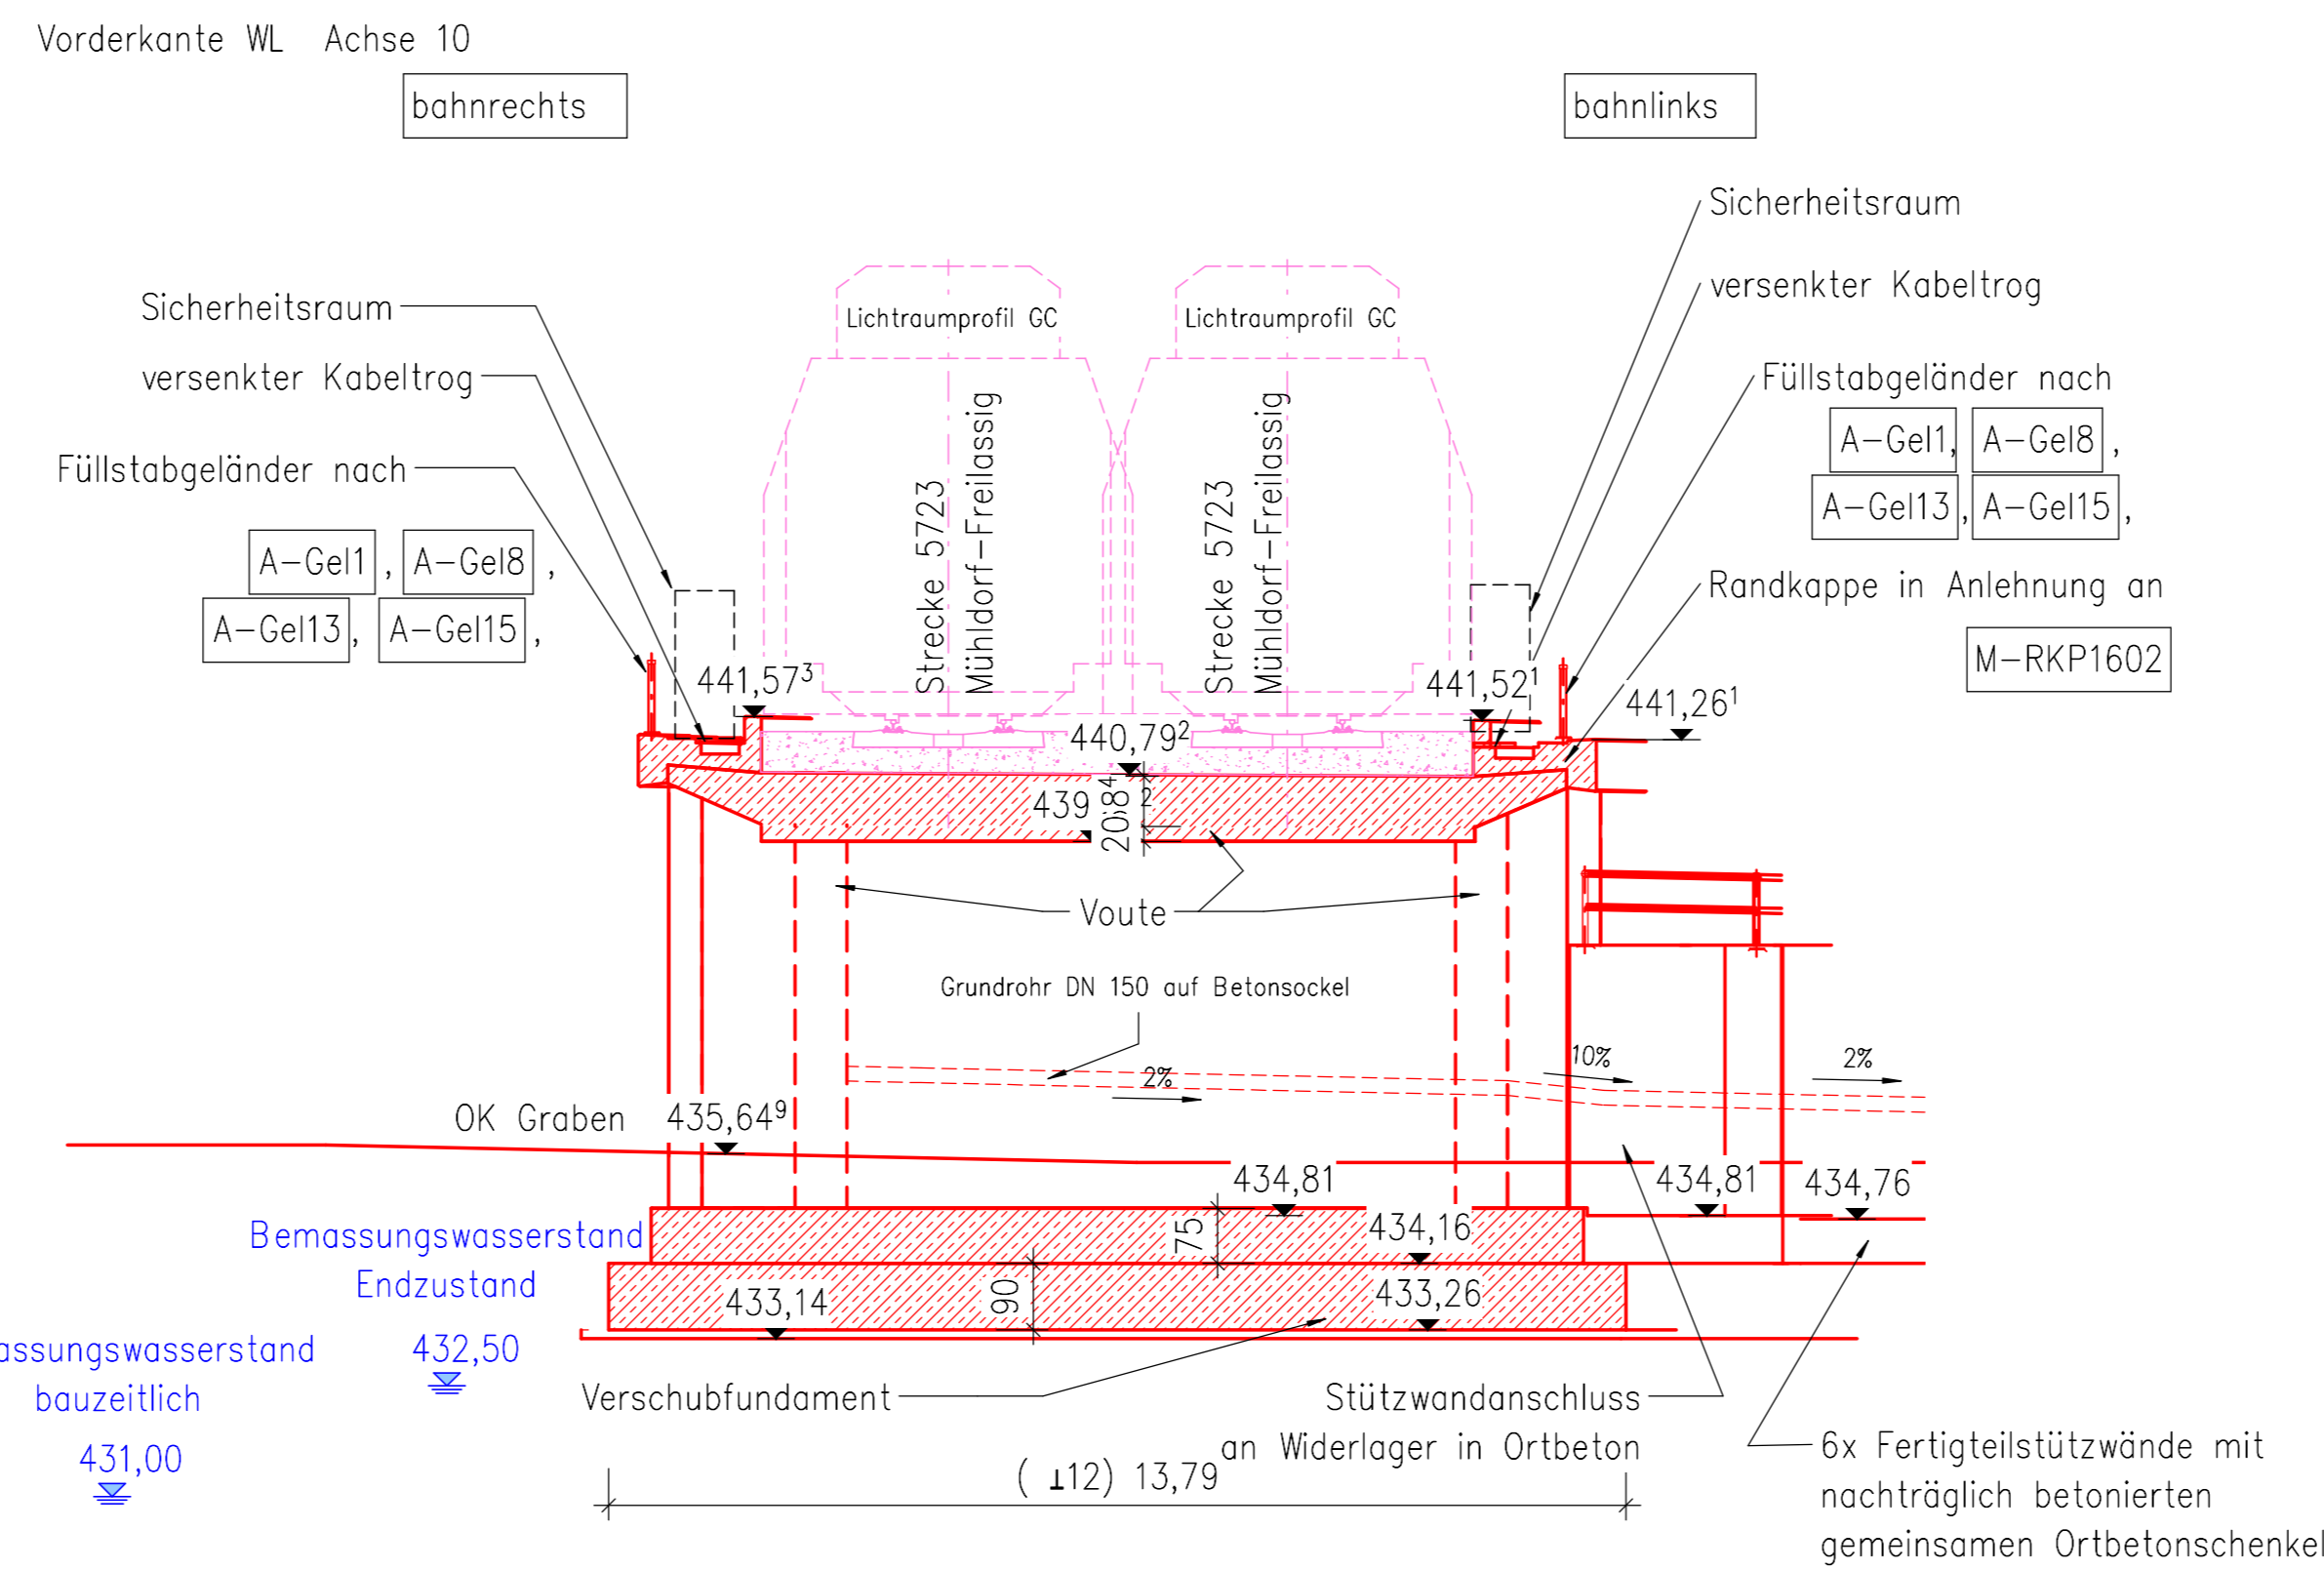 Vorderkante WL Achse 10
bahnrechts
bahnlinks
Sicherheitsraum
versenkter Kabeltrog
Füllstabgeländer nach
A-Gel1, A-Gel8,
A-Gel13, A-Gel15,
Randkappe in Anlehnung an
M-RKP1602
Sicherheitsraum
versenkter Kabeltrog
Füllstabgeländer nach
A-Gel1, A-Gel8,
A-Gel13, A-Gel15,
Lichtraumprofil GC
Lichtraumprofil GC
Strecke 5723
Mühldorf-Freilassig
Strecke 5723
Mühldorf-Freilassig
441,57³
441,52¹
441,26¹
440,79²
439
Voute
Grundrohr DN 150 auf Betonsockel
2%
10%
2%
OK Graben 435,64⁹
434,81
434,81
434,76
75
434,16
90
433,14
433,26
Bemassungswasserstand
Endzustand
432,50
assungswasserstand
bauzeitlich
431,00
Verschubfundament
Stützwandanschluss
an Widerlager in Ortbeton
(⊥12) 13,79
6x Fertigteilstützwände mit
nachträglich betonierten
gemeinsamen Ortbetonschenkel